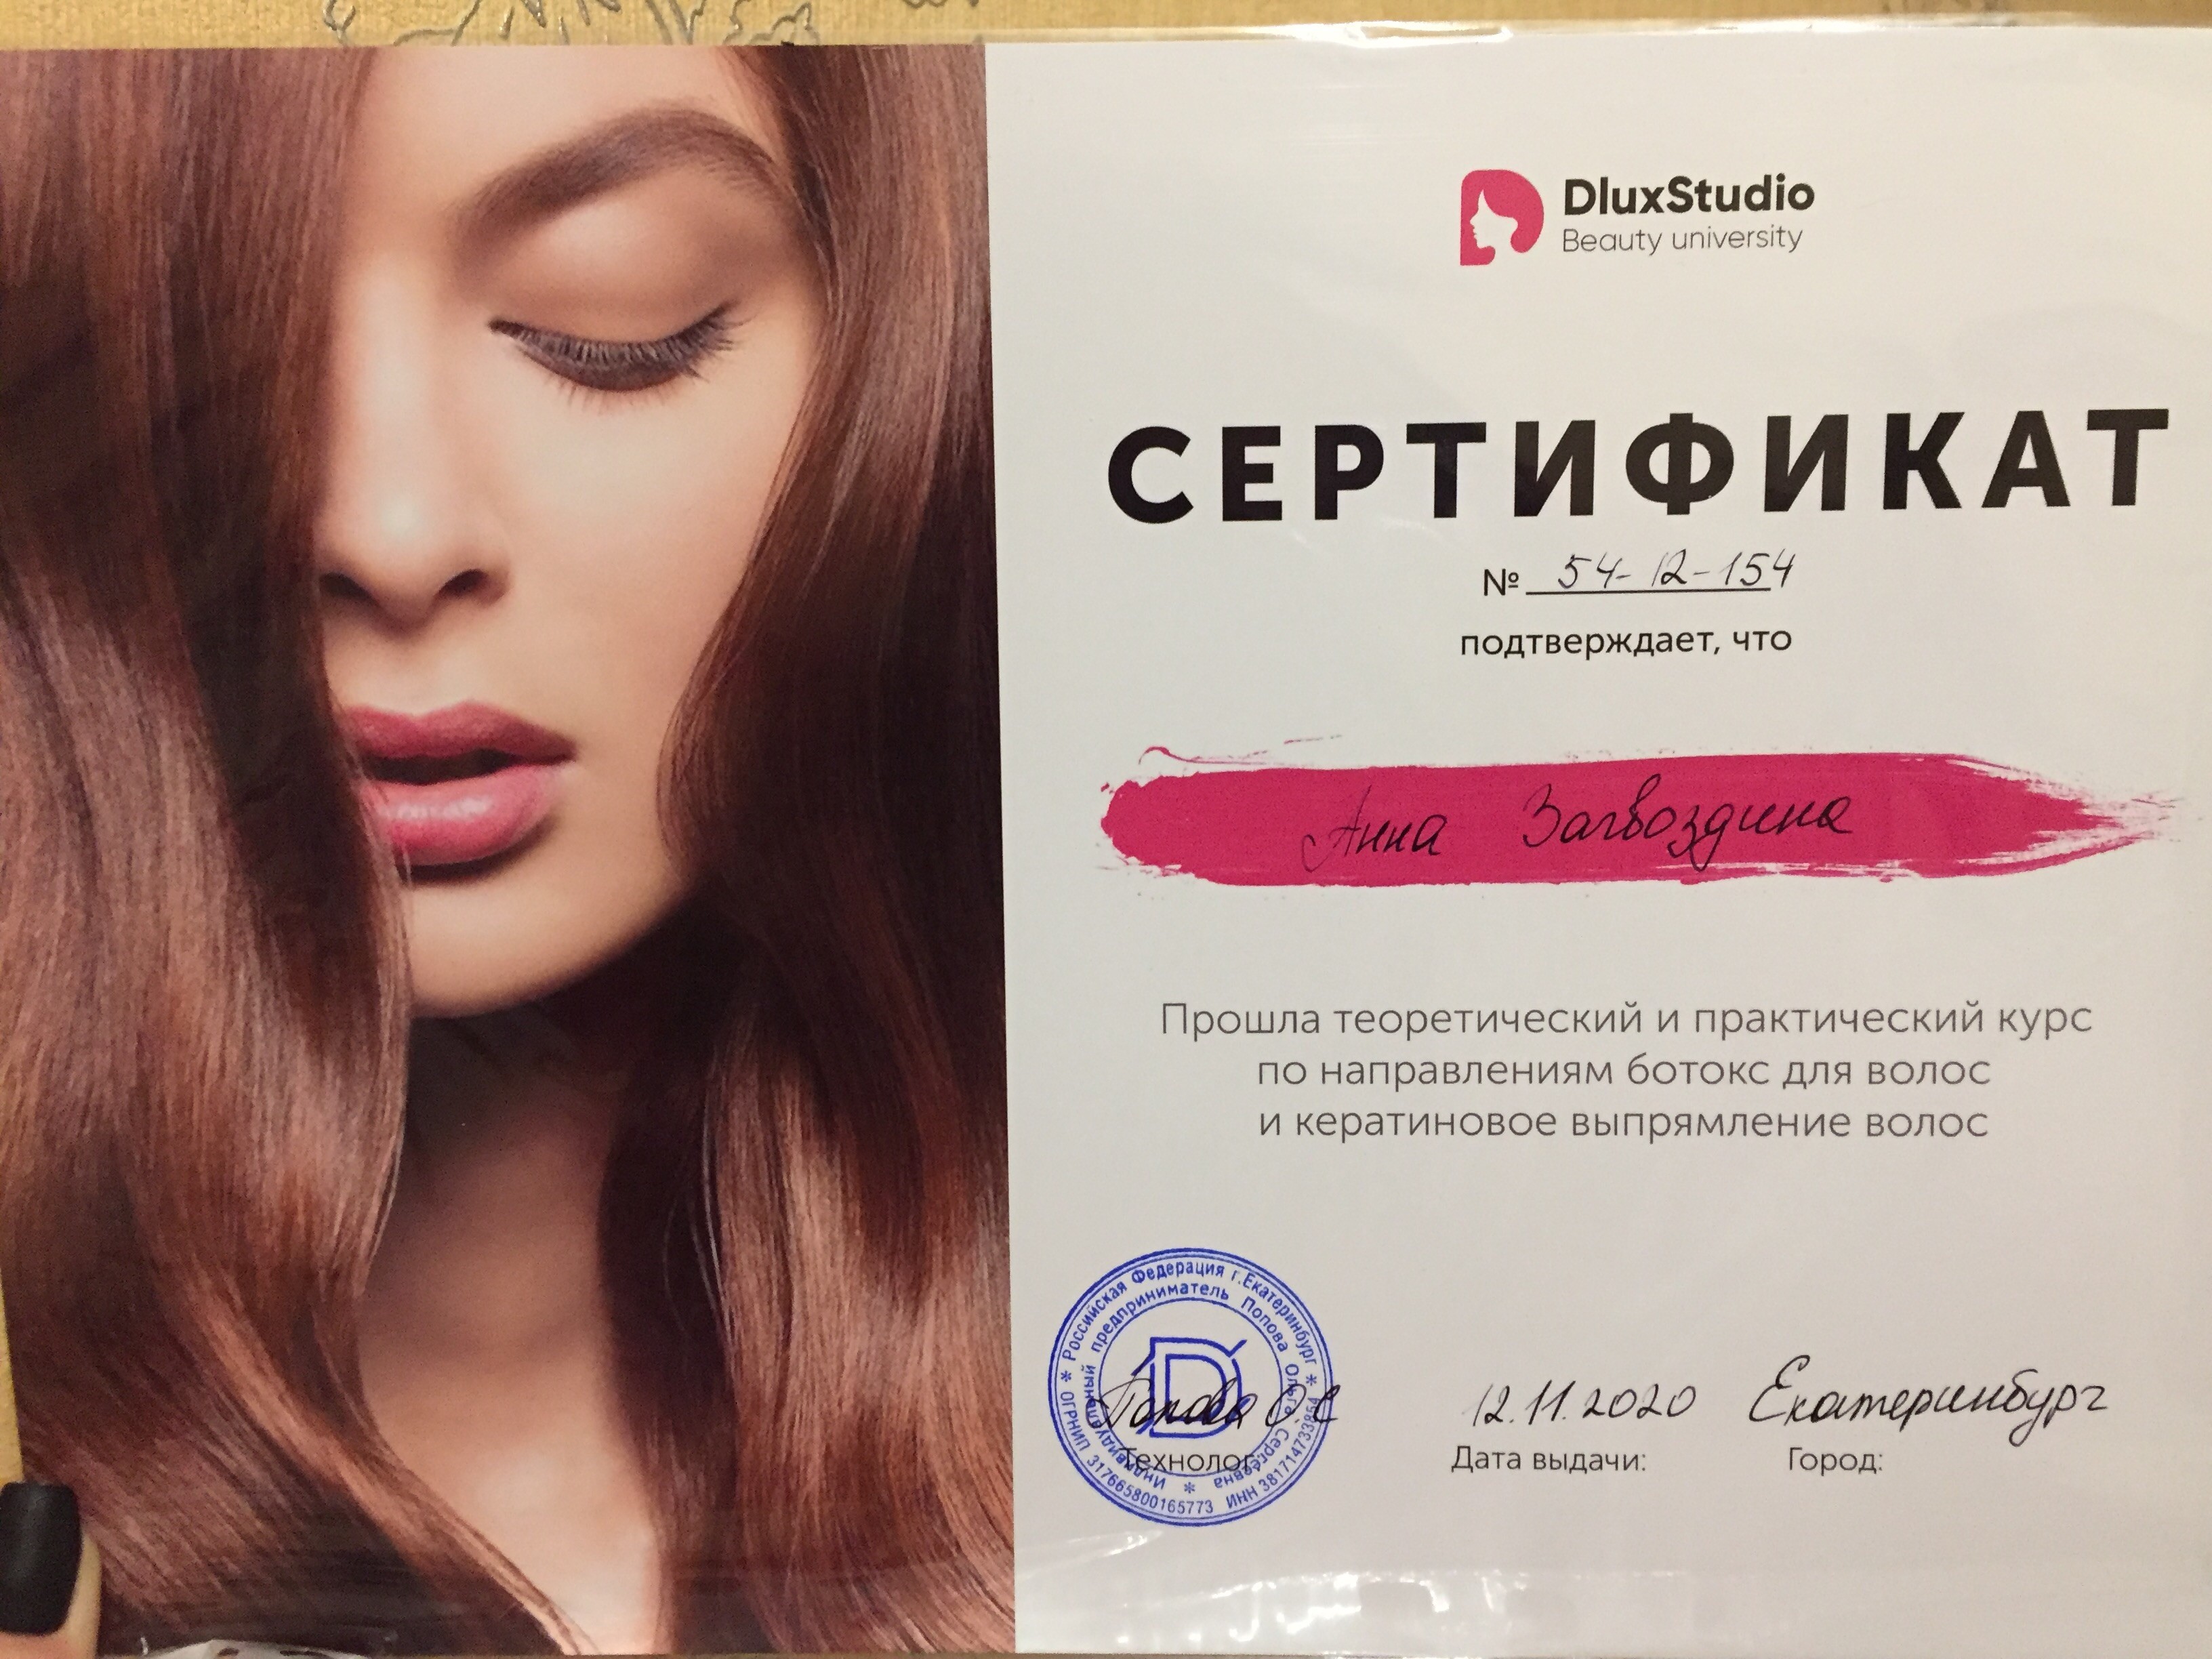 DluxStudio
Beauty university
СЕРТИФИКАТ
№ 54-12-154
подтверждает, что
Анна Загвоздина
Прошла теоретический и практический курс
по направлениям ботокс для волос
и кератиновое выпрямление волос
* Российская Федерация г.Екатеринбург *
ОГРНИП 317665800165773 ИНН 381714733854
Индивидуальный предприниматель Попова Ольга Сергеевна *
D
Попова О.С
12.11.2020
Екатеринбург
Технолог:
Дата выдачи:
Город: